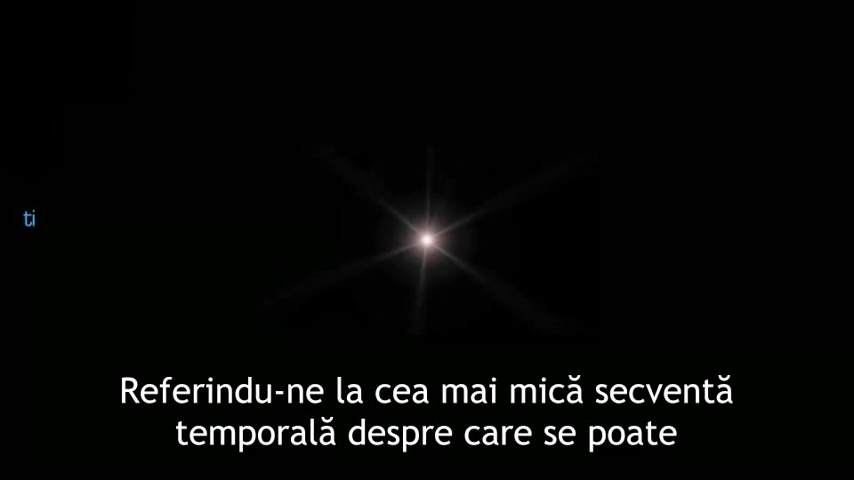 ti
Referindu-ne la cea mai mică secventă
temporală despre care se poate